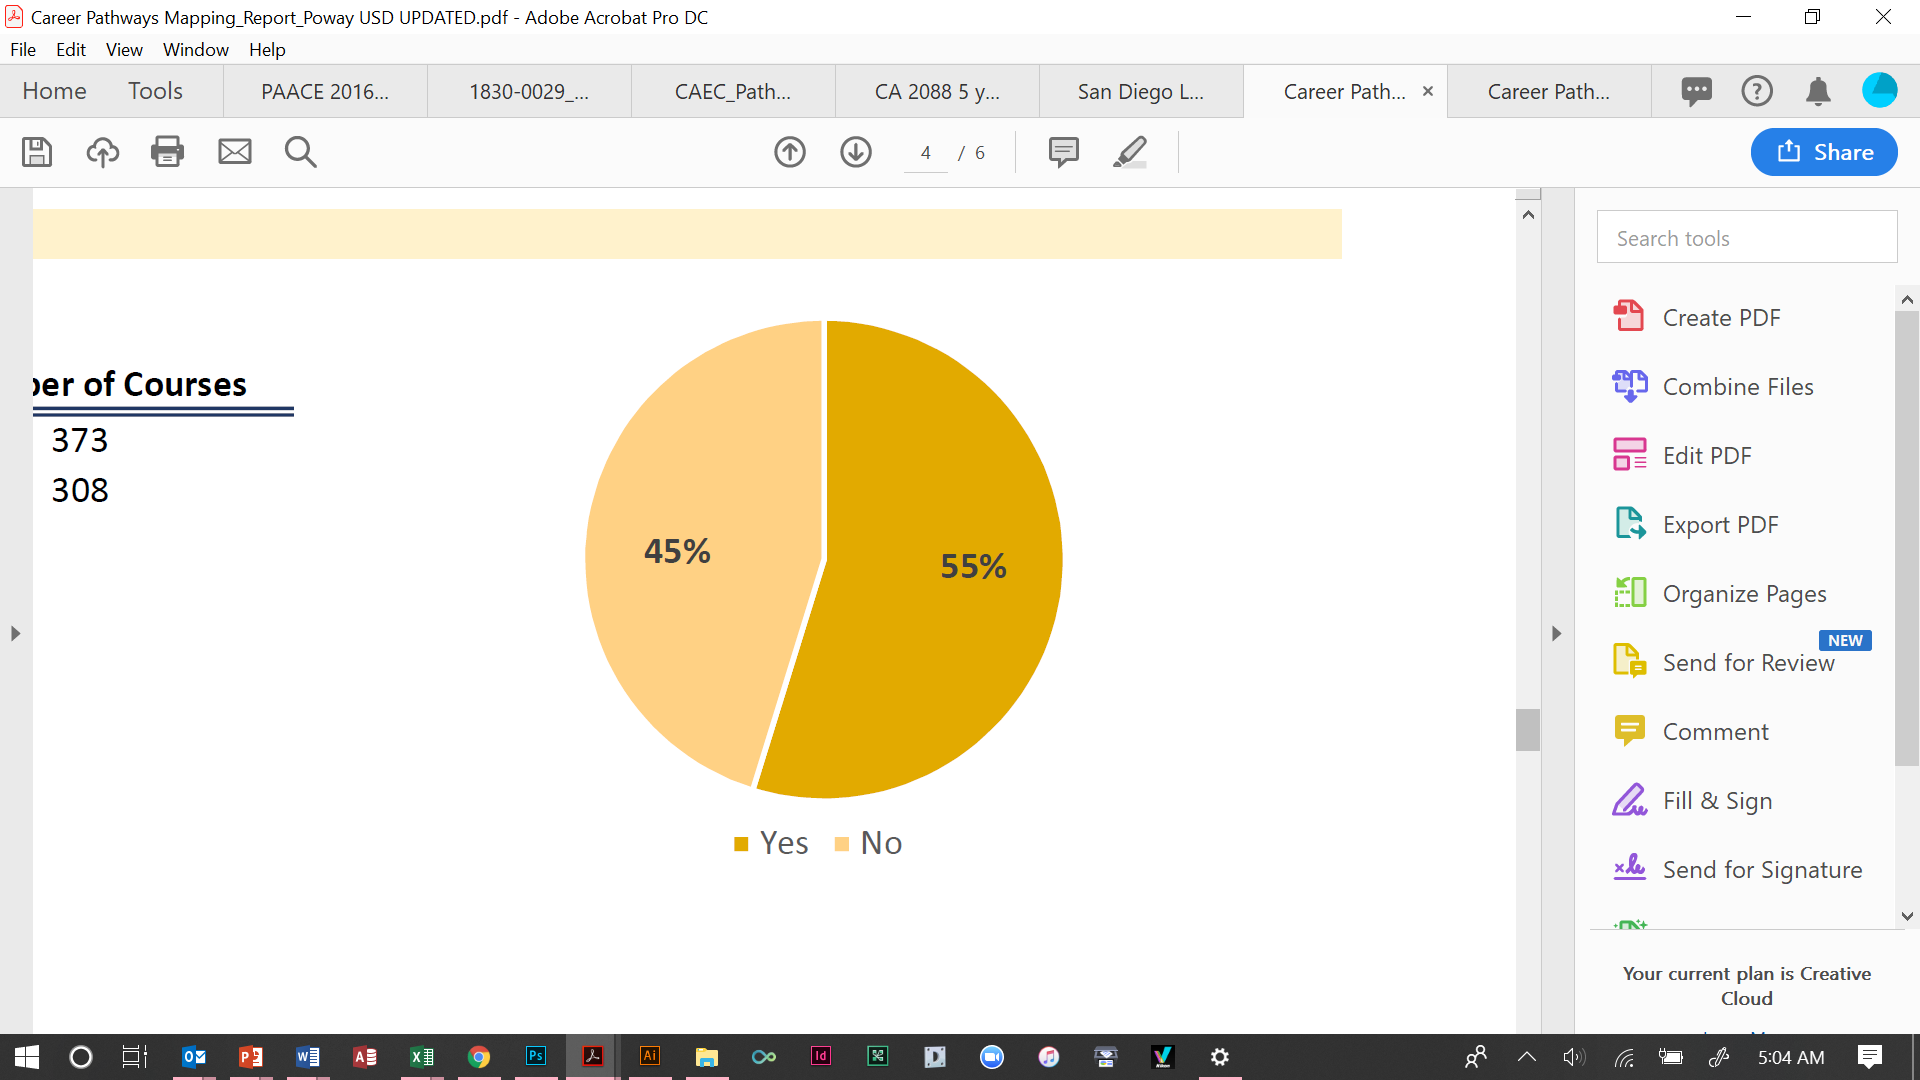 Career Pathways Mapping_Report_Poway USD UPDATED.pdf - Adobe Acrobat Pro DC
File Edit View Window Help
Home Tools PAACE 2016... 1830-0029_... CAEC_Path... CA 2088 5 y... San Diego L... Career Path... × Career Path...
4 / 6
Share
ber of Courses
373
308
45%
55%
Yes No
Search tools
Create PDF
Combine Files
Edit PDF
Export PDF
Organize Pages
NEW
Send for Review
Comment
Fill & Sign
Send for Signature
Your current plan is Creative
Cloud
Ps Ai Id
5:04 AM